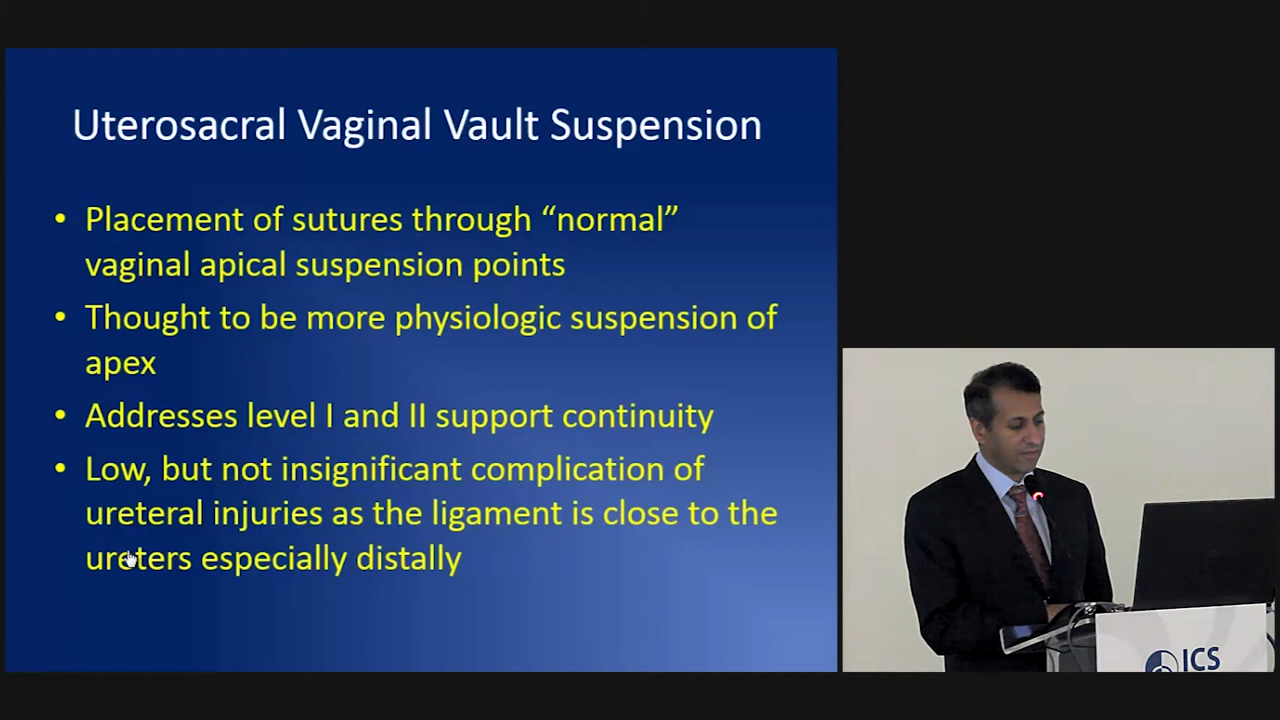 Uterosacral Vaginal Vault Suspension
• Placement of sutures through “normal”
vaginal apical suspension points
• Thought to be more physiologic suspension of
apex
• Addresses level I and II support continuity
• Low, but not insignificant complication of
ureteral injuries as the ligament is close to the
ureters especially distally
ICS